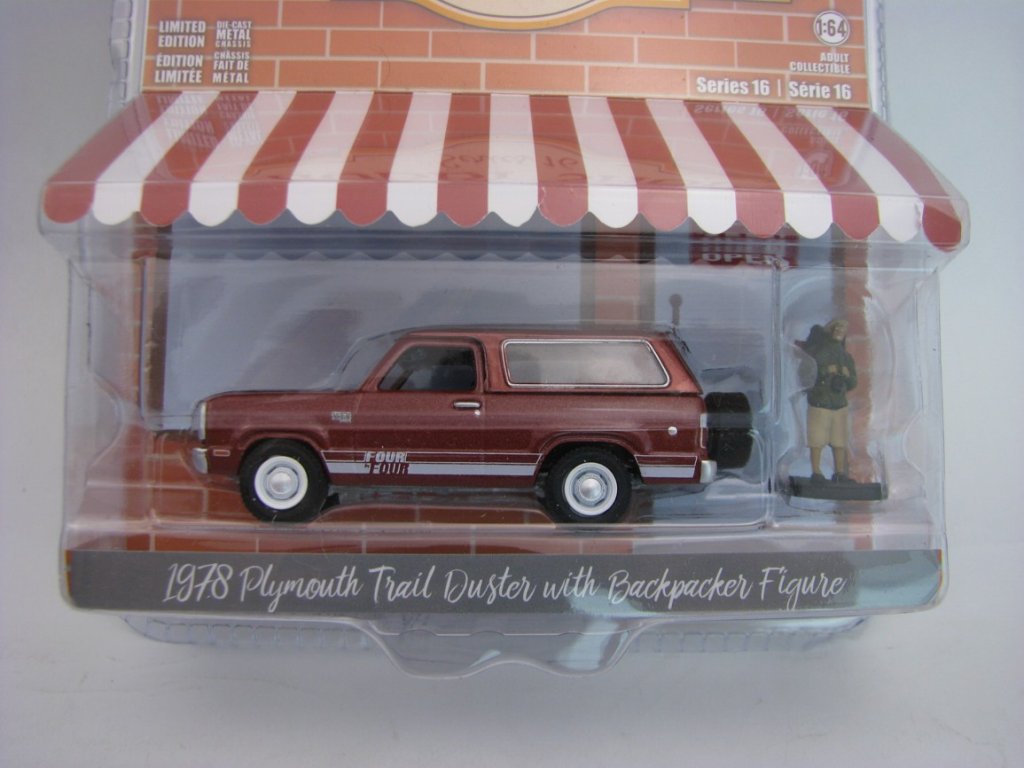 LIMITED EDITION
DIE-CAST METAL CHASSIS
ÉDITION LIMITÉE
CHÂSSIS FAIT DE MÉTAL
1:64
ADULT COLLECTIBLE
Series 16 | Série 16
OPEN
FOUR
FOUR
1978 Plymouth Trail Duster with Backpacker Figure